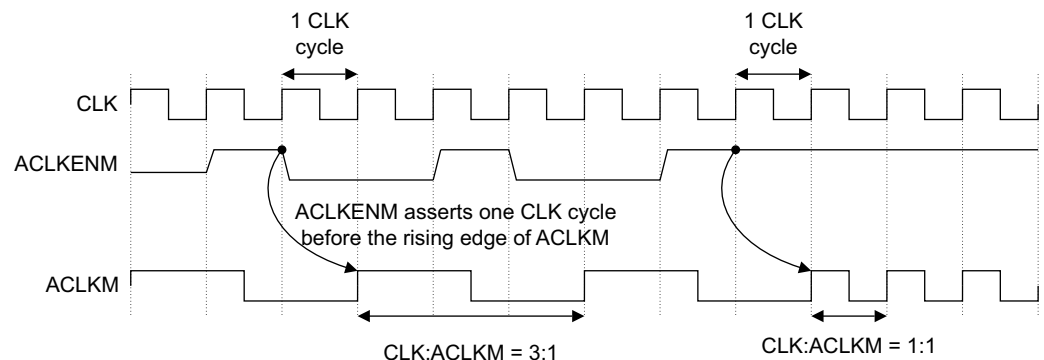 1 CLK
cycle
1 CLK
cycle
CLK
ACLKENM
ACLKENM asserts one CLK cycle
before the rising edge of ACLKM
ACLKM
CLK:ACLKM = 3:1
CLK:ACLKM = 1:1